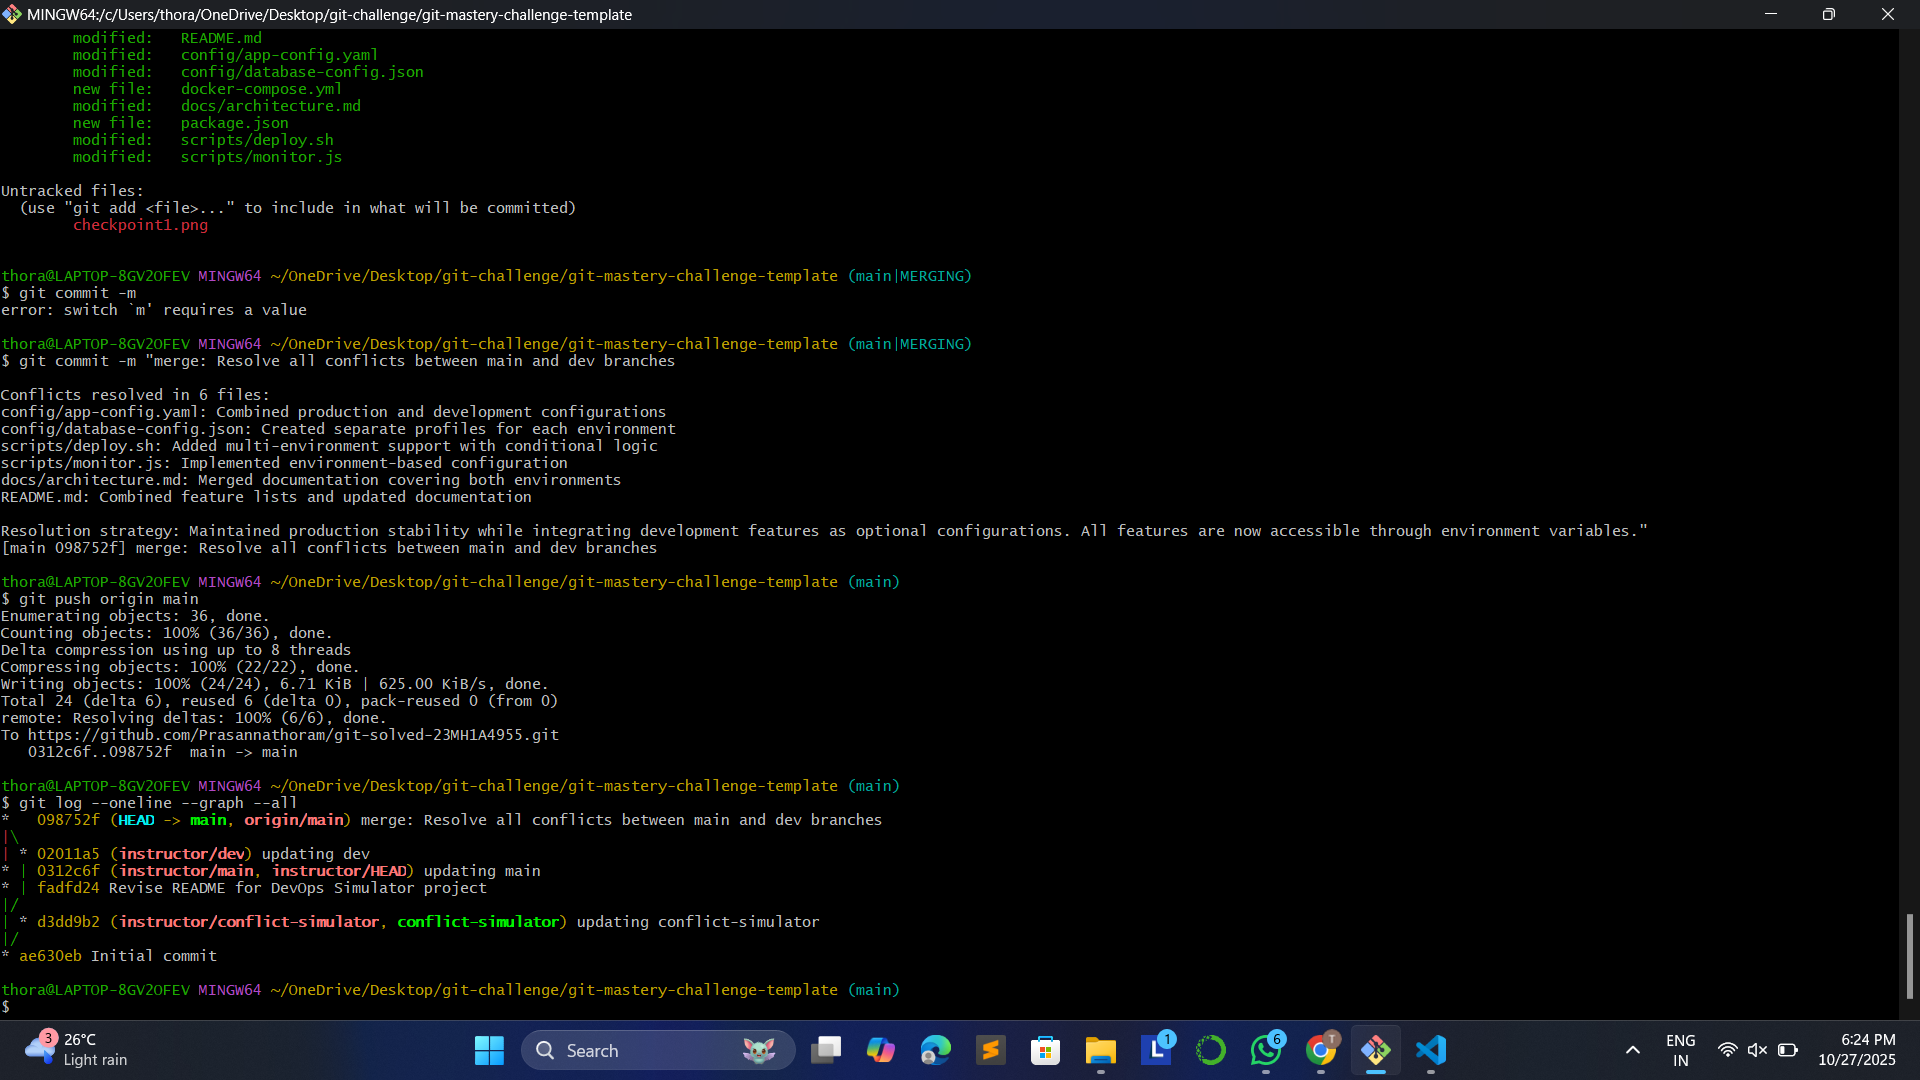 MINGW64:/c/Users/thora/OneDrive/Desktop/git-challenge/git-mastery-challenge-template
modified:   README.md
modified:   config/app-config.yaml
modified:   config/database-config.json
new file:   docker-compose.yml
modified:   docs/architecture.md
new file:   package.json
modified:   scripts/deploy.sh
modified:   scripts/monitor.js
Untracked files:
(use "git add <file>..." to include in what will be committed)
checkpoint1.png
thora@LAPTOP-8GV2OFEV MINGW64 ~/OneDrive/Desktop/git-challenge/git-mastery-challenge-template (main|MERGING)
$ git commit -m
error: switch `m' requires a value
thora@LAPTOP-8GV2OFEV MINGW64 ~/OneDrive/Desktop/git-challenge/git-mastery-challenge-template (main|MERGING)
$ git commit -m "merge: Resolve all conflicts between main and dev branches
Conflicts resolved in 6 files:
config/app-config.yaml: Combined production and development configurations
config/database-config.json: Created separate profiles for each environment
scripts/deploy.sh: Added multi-environment support with conditional logic
scripts/monitor.js: Implemented environment-based configuration
docs/architecture.md: Merged documentation covering both environments
README.md: Combined feature lists and updated documentation
Resolution strategy: Maintained production stability while integrating development features as optional configurations. All features are now accessible through environment variables."
[main 098752f] merge: Resolve all conflicts between main and dev branches
thora@LAPTOP-8GV2OFEV MINGW64 ~/OneDrive/Desktop/git-challenge/git-mastery-challenge-template (main)
$ git push origin main
Enumerating objects: 36, done.
Counting objects: 100% (36/36), done.
Delta compression using up to 8 threads
Compressing objects: 100% (22/22), done.
Writing objects: 100% (24/24), 6.71 KiB | 625.00 KiB/s, done.
Total 24 (delta 6), reused 6 (delta 0), pack-reused 0 (from 0)
remote: Resolving deltas: 100% (6/6), done.
To https://github.com/Prasannathoram/git-solved-23MH1A4955.git
0312c6f..098752f  main -> main
thora@LAPTOP-8GV2OFEV MINGW64 ~/OneDrive/Desktop/git-challenge/git-mastery-challenge-template (main)
$ git log --oneline --graph --all
*   098752f (HEAD -> main, origin/main) merge: Resolve all conflicts between main and dev branches
|\
| * 02011a5 (instructor/dev) updating dev
* | 0312c6f (instructor/main, instructor/HEAD) updating main
* | fadfd24 Revise README for DevOps Simulator project
|/
| * d3dd9b2 (instructor/conflict-simulator, conflict-simulator) updating conflict-simulator
|/
* ae630eb Initial commit
thora@LAPTOP-8GV2OFEV MINGW64 ~/OneDrive/Desktop/git-challenge/git-mastery-challenge-template (main)
$
3
26°C
Light rain
Search
L
1
6
T
ENG
IN
6:24 PM
10/27/2025